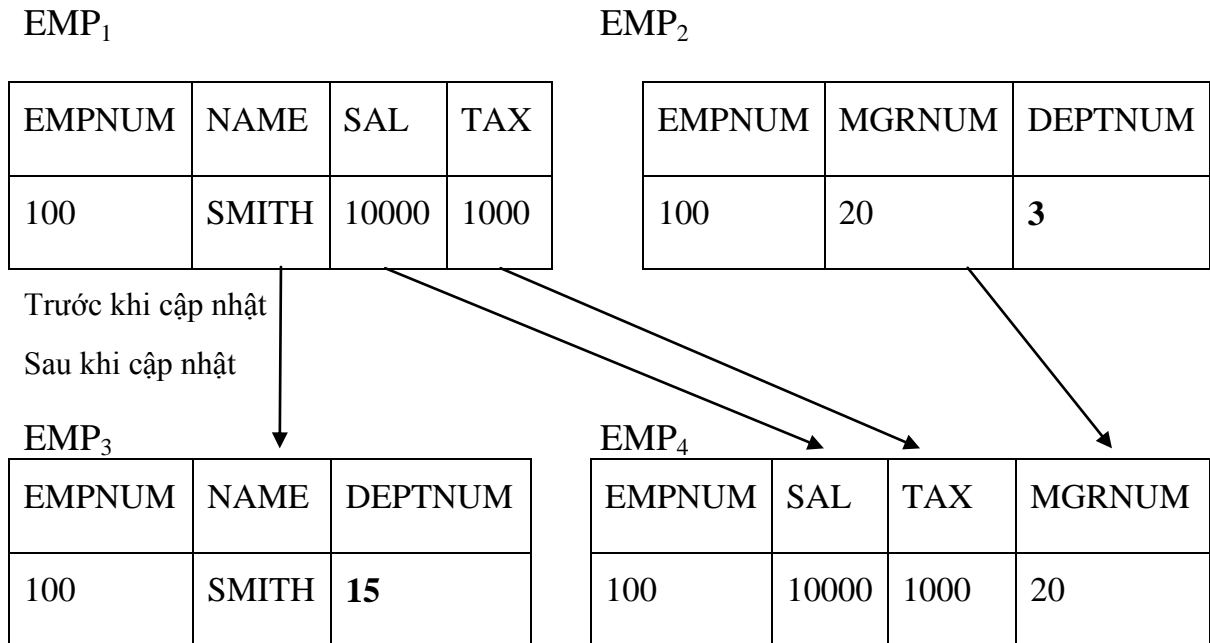 EMP₁ EMP₂
EMPNUM NAME SAL TAX EMPNUM MGRNUM DEPTNUM
100 SMITH 10000 1000 100 20 3
Trước khi cập nhật
Sau khi cập nhật
EMP₃ EMP₄
EMPNUM NAME DEPTNUM EMPNUM SAL TAX MGRNUM
100 SMITH 15 100 10000 1000 20